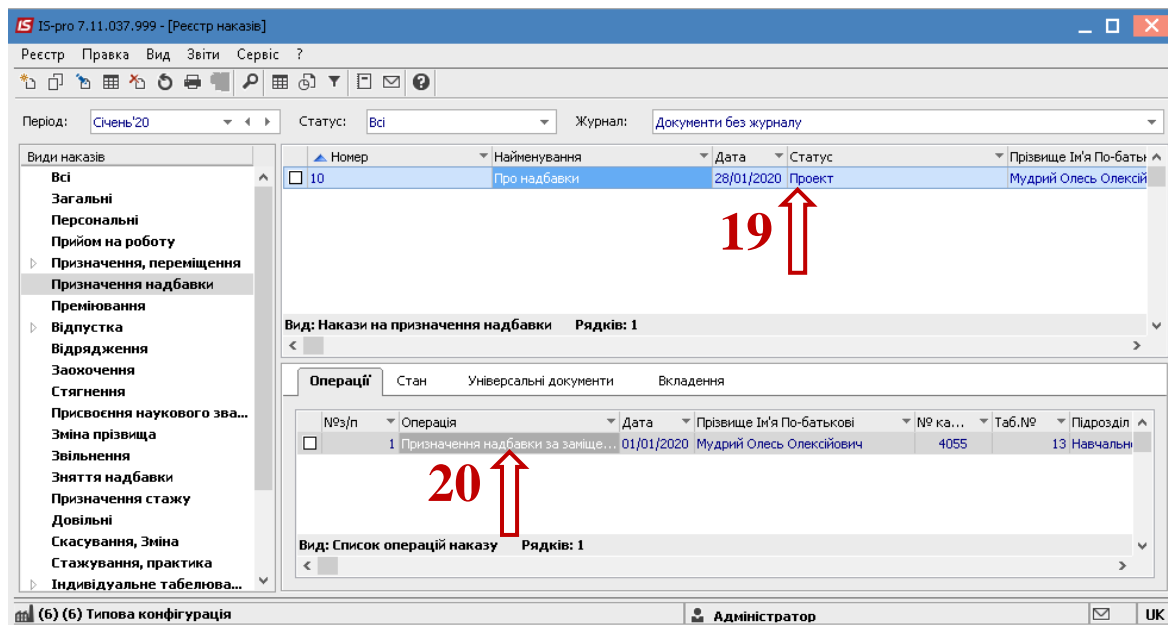 IS-pro 7.11.037.999 - [Реєстр наказів]
Реєстр Правка Вид Звіти Сервіс ?
Період: Січень'20 Статус: Всі Журнал: Документи без журналу
Види наказів
Всі
Загальні
Персональні
Прийом на роботу
Призначення, переміщення
Призначення надбавки
Преміювання
Відпустка
Відрядження
Заохочення
Стягнення
Присвоєння наукового зва...
Зміна прізвища
Звільнення
Зняття надбавки
Призначення стажу
Довільні
Скасування, Зміна
Стажування, практика
Індивідуальне табелюва...
Номер Найменування Дата Статус Прізвище Ім'я По-батьк
10 Про надбавки 28/01/2020 Проект Мудрий Олесь Олексій
19
Вид: Накази на призначення надбавки Рядків: 1
Операції Стан Універсальні документи Вкладення
№з/п Операція Дата Прізвище Ім'я По-батькові № ка... Таб.№ Підрозділ
1 Призначення надбавки за заміще... 01/01/2020 Мудрий Олесь Олексійович 4055 13 Навчальн
20
Вид: Список операцій наказу Рядків: 1
(6) (6) Типова конфігурація Адміністратор UK